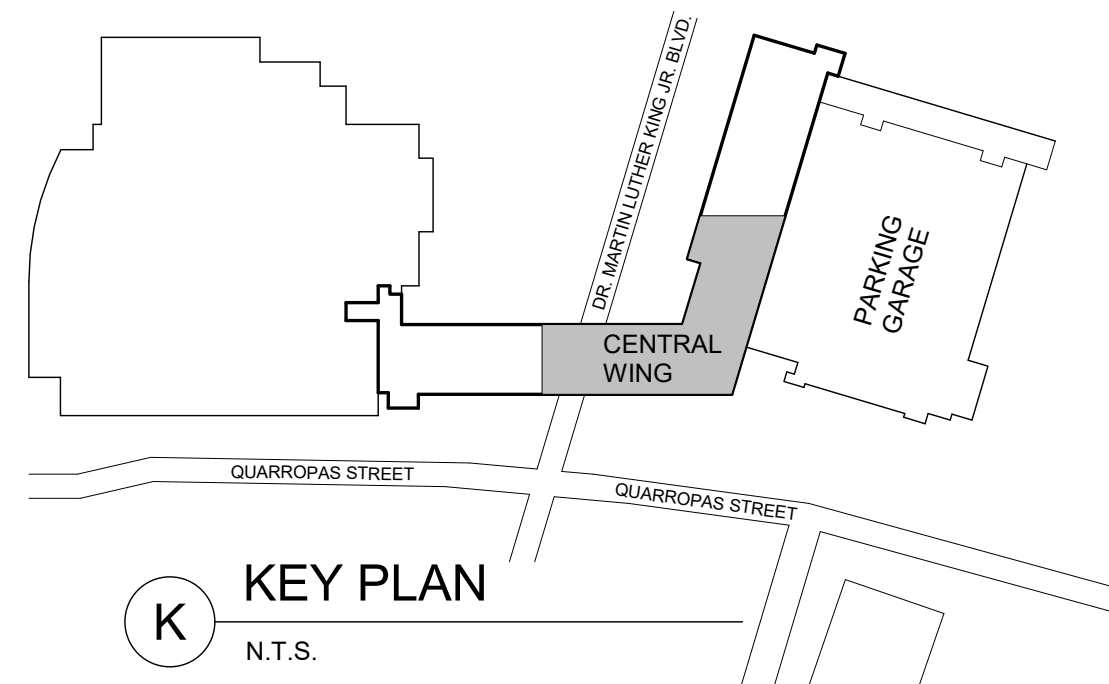 DR. MARTIN LUTHER KING JR. BLVD.
PARKING
GARAGE
CENTRAL
WING
QUARROPAS STREET
QUARROPAS STREET
K
KEY PLAN
N.T.S.